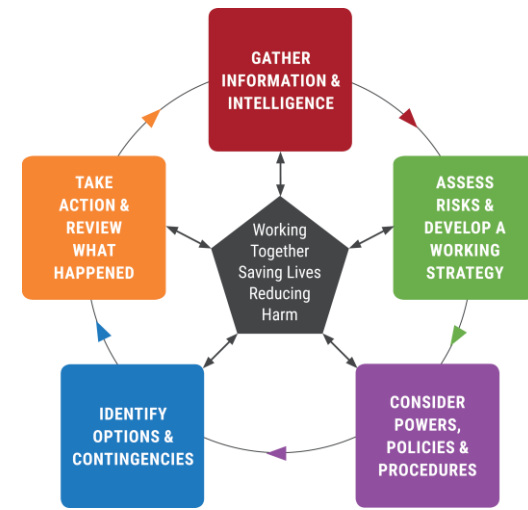 GATHER
INFORMATION &
INTELLIGENCE
ASSESS
RISKS &
DEVELOP A
WORKING
STRATEGY
CONSIDER
POWERS,
POLICIES &
PROCEDURES
IDENTIFY
OPTIONS &
CONTINGENCIES
TAKE
ACTION &
REVIEW
WHAT
HAPPENED
Working
Together
Saving Lives
Reducing
Harm